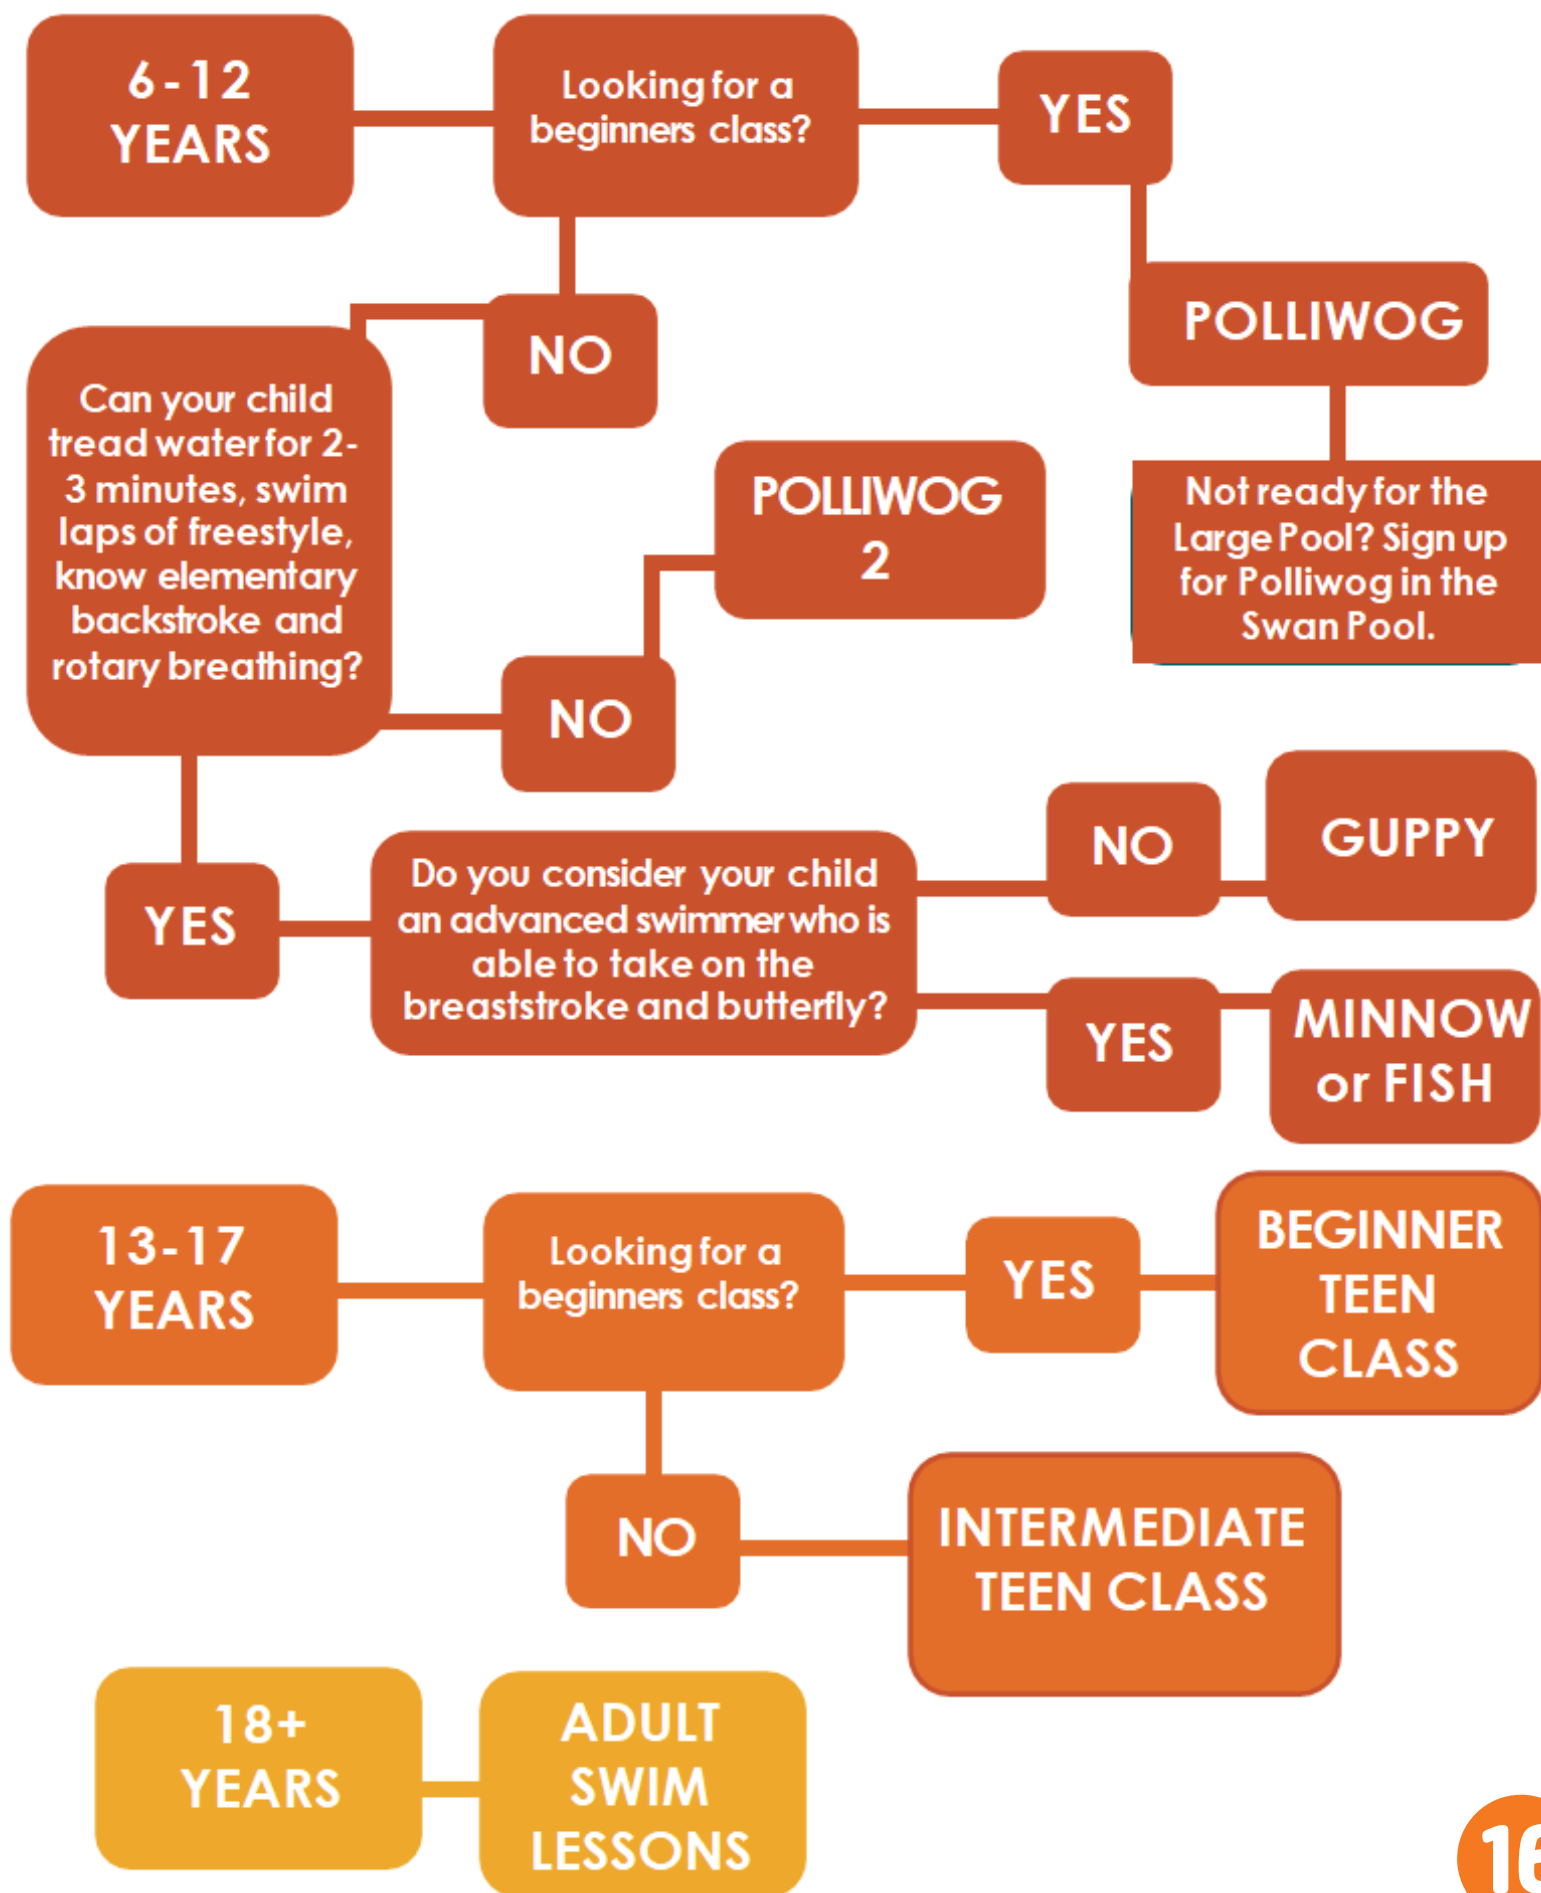 6-12
YEARS
Looking for a
beginners class?
YES
POLLIWOG
Not ready for the
Large Pool? Sign up
for Polliwog in the
Swan Pool.
NO
Can your child
tread water for 2-
3 minutes, swim
laps of freestyle,
know elementary
backstroke and
rotary breathing?
NO
POLLIWOG
2
YES
Do you consider your child
an advanced swimmer who is
able to take on the
breaststroke and butterfly?
NO
GUPPY
YES
MINNOW
or FISH
13-17
YEARS
Looking for a
beginners class?
YES
BEGINNER
TEEN
CLASS
NO
INTERMEDIATE
TEEN CLASS
18+
YEARS
ADULT
SWIM
LESSONS
16